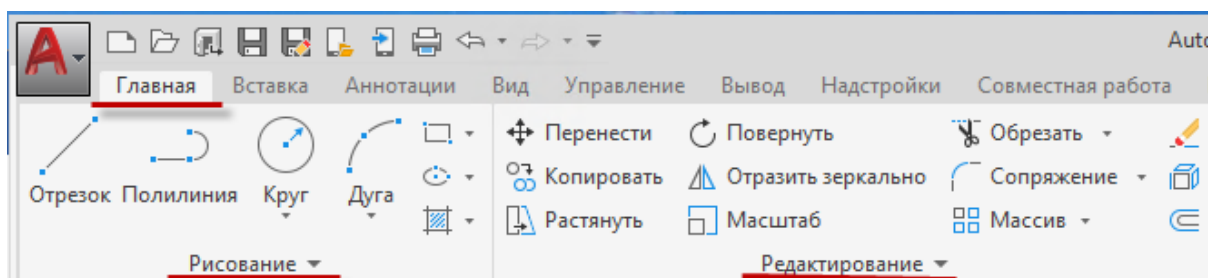 Auto
Главная Вставка Аннотации Вид Управление Вывод Надстройки Совместная работа
Отрезок Полилиния Круг Дуга
Перенести Повернуть Обрезать
Копировать Отразить зеркально Сопряжение
Растянуть Масштаб Массив
Рисование Редактирование